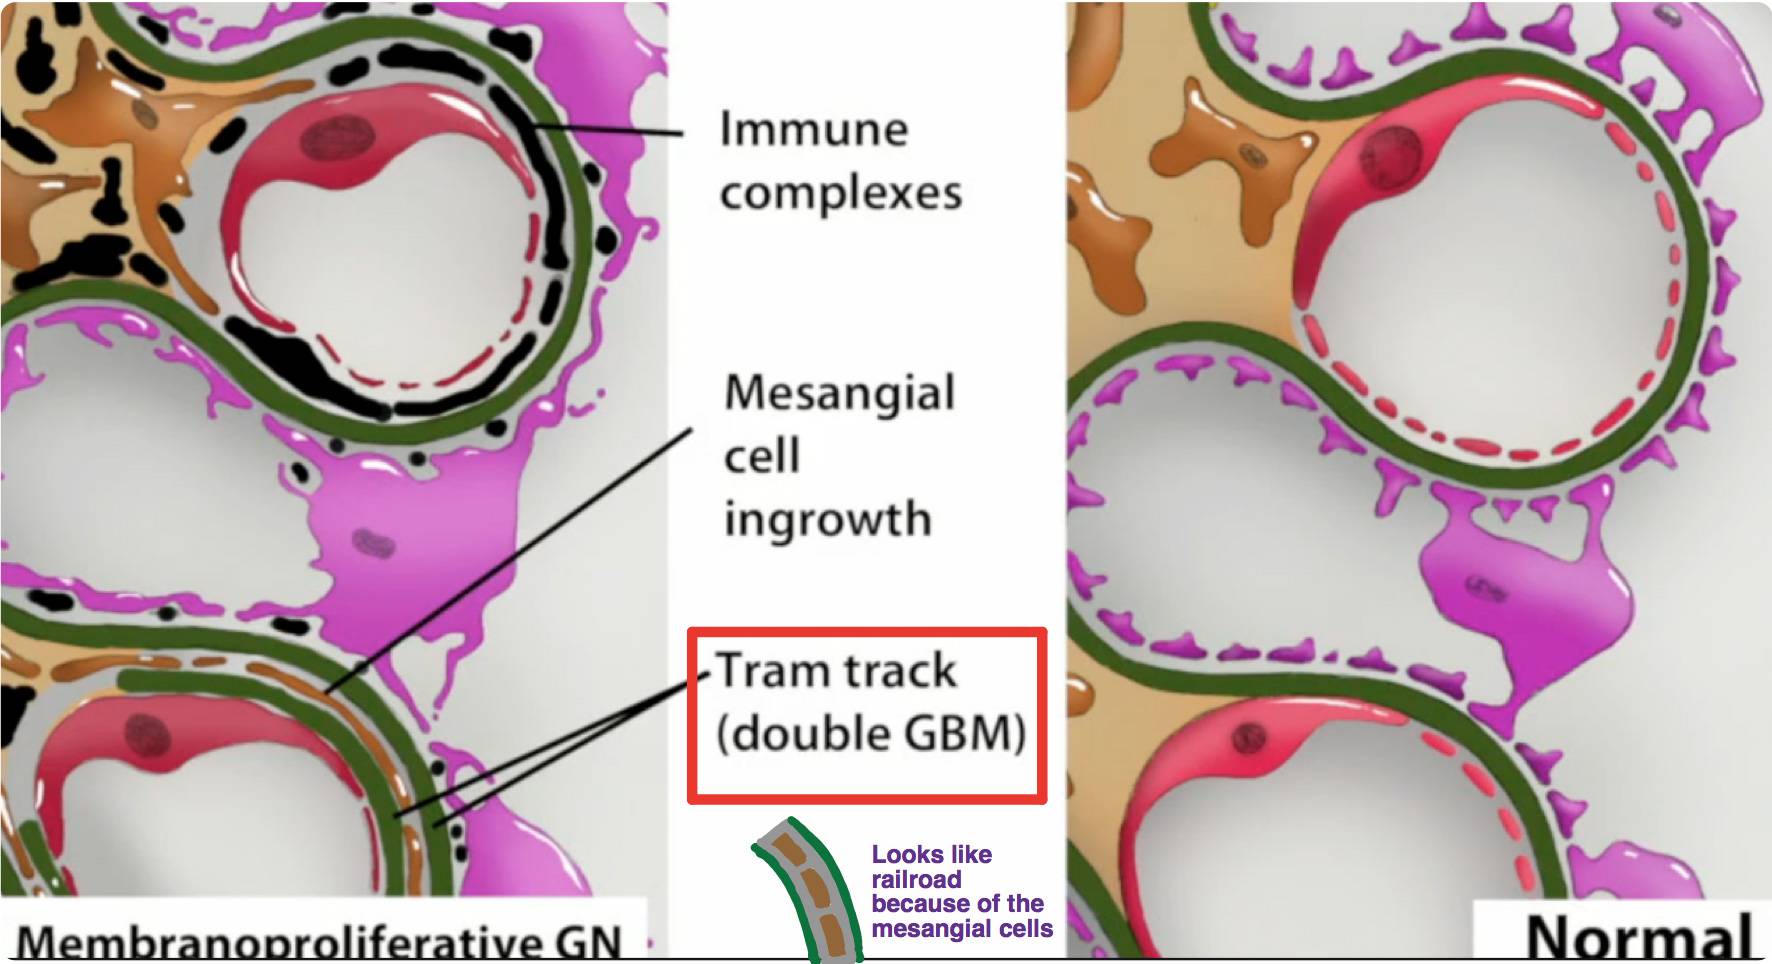 Immune
complexes
Mesangial
cell
ingrowth
Tram track
(double GBM)
Looks like
railroad
because of the
mesangial cells
Membranoproliferative GN
Normal